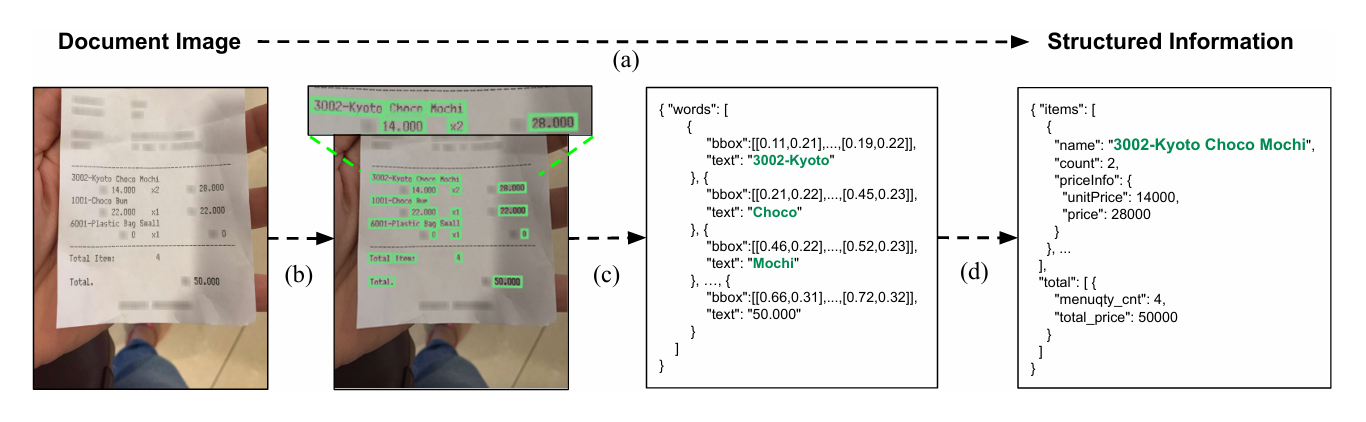 Document Image
Structured Information
(a)
3002-Kyoto Choco Mochi
14.000 x2 28.000
1001-Choco Bum
22.000 x1 22.000
6001-Plastic Bag Small
0 x1 0
Total Item: 4
Total. 50.000
(b)
3002-Kyoto Choco Mochi
14.000 x2 28.000
3002-Kyoto Choco Mochi
14.000 x2 28.000
1001-Choco Bum
22.000 x1 22.000
6001-Plastic Bag Small
0 x1 0
Total Item: 4
Total. 50.000
(c)
{ "words": [
{
"bbox":[[0.11,0.21],...,[0.19,0.22]],
"text": "3002-Kyoto"
}, {
"bbox":[[0.21,0.22],...,[0.45,0.23]],
"text": "Choco"
}, {
"bbox":[[0.46,0.22],...,[0.52,0.23]],
"text": "Mochi"
}, ..., {
"bbox":[[0.66,0.31],...,[0.72,0.32]],
"text": "50.000"
}
]
}
(d)
{ "items": [
{
"name": "3002-Kyoto Choco Mochi",
"count": 2,
"priceInfo": {
"unitPrice": 14000,
"price": 28000
}
}, ...
],
"total": [ {
"menuqty_cnt": 4,
"total_price": 50000
}
]
}